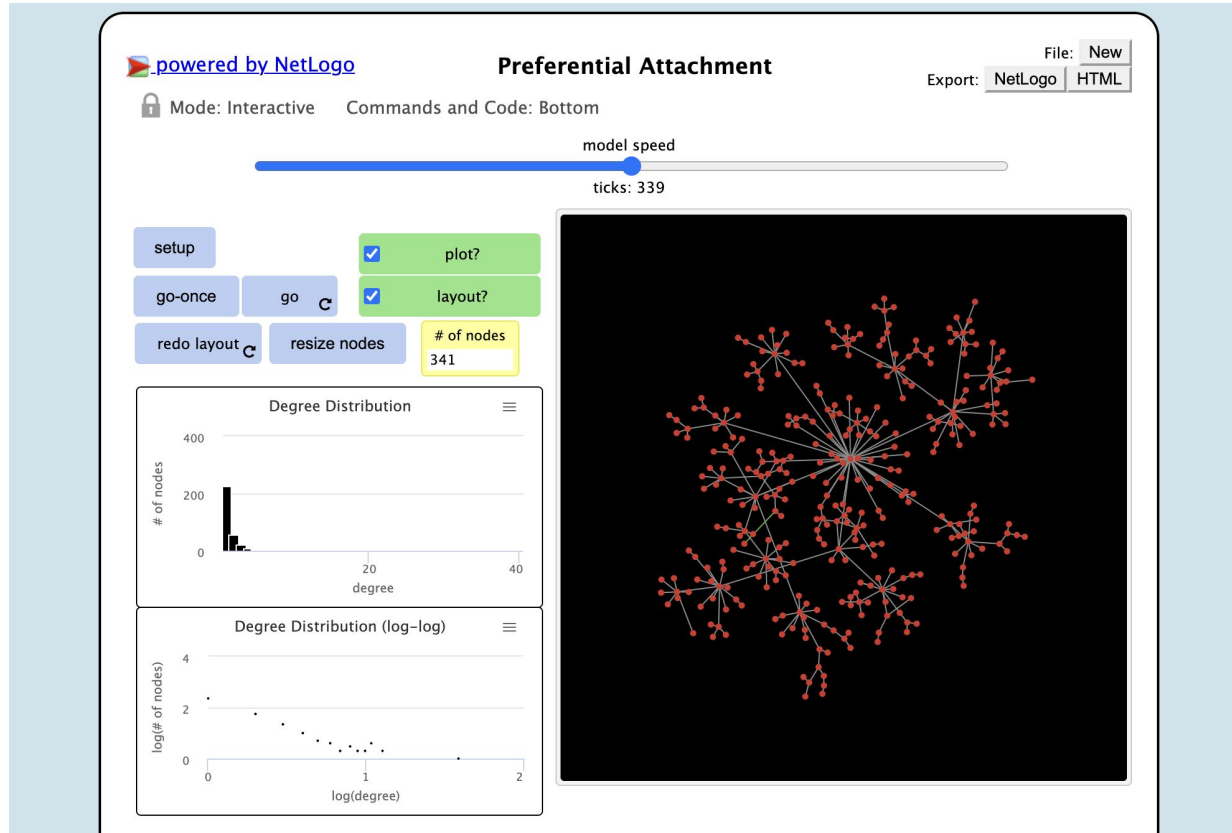 powered by NetLogo
Preferential Attachment
File: New
Export: NetLogo HTML
Mode: Interactive Commands and Code: Bottom
model speed
ticks: 339
setup
plot?
go-once
go
layout?
redo layout
resize nodes
# of nodes
341
Degree Distribution
# of nodes
400
200
0
20
40
degree
Degree Distribution (log-log)
log(# of nodes)
4
2
0
0
1
2
log(degree)